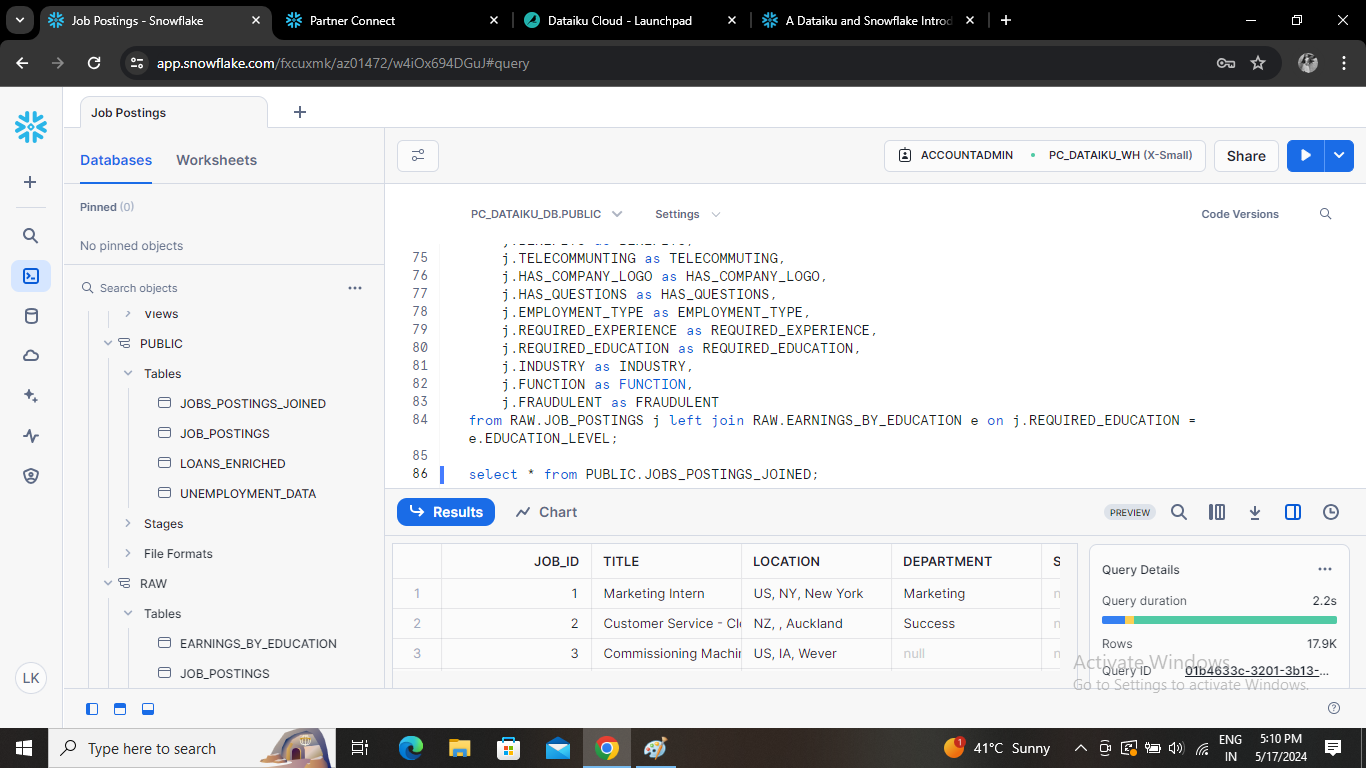 Job Postings - Snowflake
Partner Connect
Dataiku Cloud - Launchpad
A Dataiku and Snowflake Introd
app.snowflake.com/fxcuxmk/az01472/w4iOx694DGuJ#query
Job Postings
Databases
Worksheets
Pinned (0)
No pinned objects
Search objects
Views
PUBLIC
Tables
JOBS_POSTINGS_JOINED
JOB_POSTINGS
LOANS_ENRICHED
UNEMPLOYMENT_DATA
Stages
File Formats
RAW
Tables
EARNINGS_BY_EDUCATION
JOB_POSTINGS
LK
ACCOUNTADMIN
PC_DATAIKU_WH (X-Small)
Share
PC_DATAIKU_DB.PUBLIC
Settings
Code Versions
75 j.TELECOMMUNTING as TELECOMMUTING,
76 j.HAS_COMPANY_LOGO as HAS_COMPANY_LOGO,
77 j.HAS_QUESTIONS as HAS_QUESTIONS,
78 j.EMPLOYMENT_TYPE as EMPLOYMENT_TYPE,
79 j.REQUIRED_EXPERIENCE as REQUIRED_EXPERIENCE,
80 j.REQUIRED_EDUCATION as REQUIRED_EDUCATION,
81 j.INDUSTRY as INDUSTRY,
82 j.FUNCTION as FUNCTION,
83 j.FRAUDULENT as FRAUDULENT
84 from RAW.JOB_POSTINGS j left join RAW.EARNINGS_BY_EDUCATION e on j.REQUIRED_EDUCATION =
e.EDUCATION_LEVEL;
85
86 select * from PUBLIC.JOBS_POSTINGS_JOINED;
Results
Chart
PREVIEW
JOB_ID TITLE LOCATION DEPARTMENT S
1 1 Marketing Intern US, NY, New York Marketing n
2 2 Customer Service - Clo NZ, , Auckland Success n
3 3 Commissioning Machin US, IA, Wever null n
Query Details
Query duration 2.2s
Rows 17.9K
Query ID 01b4633c-3201-3b13-...
Activate Windows
Go to Settings to activate Windows.
Type here to search
1
41°C Sunny
ENG
IN
5:10 PM
5/17/2024